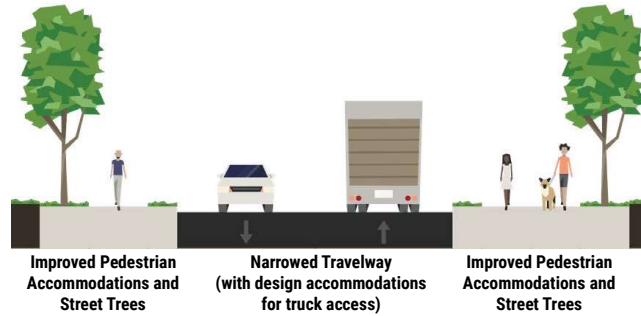 Improved Pedestrian
Accommodations and
Street Trees
Narrowed Travelway
(with design accommodations
for truck access)
Improved Pedestrian
Accommodations and
Street Trees